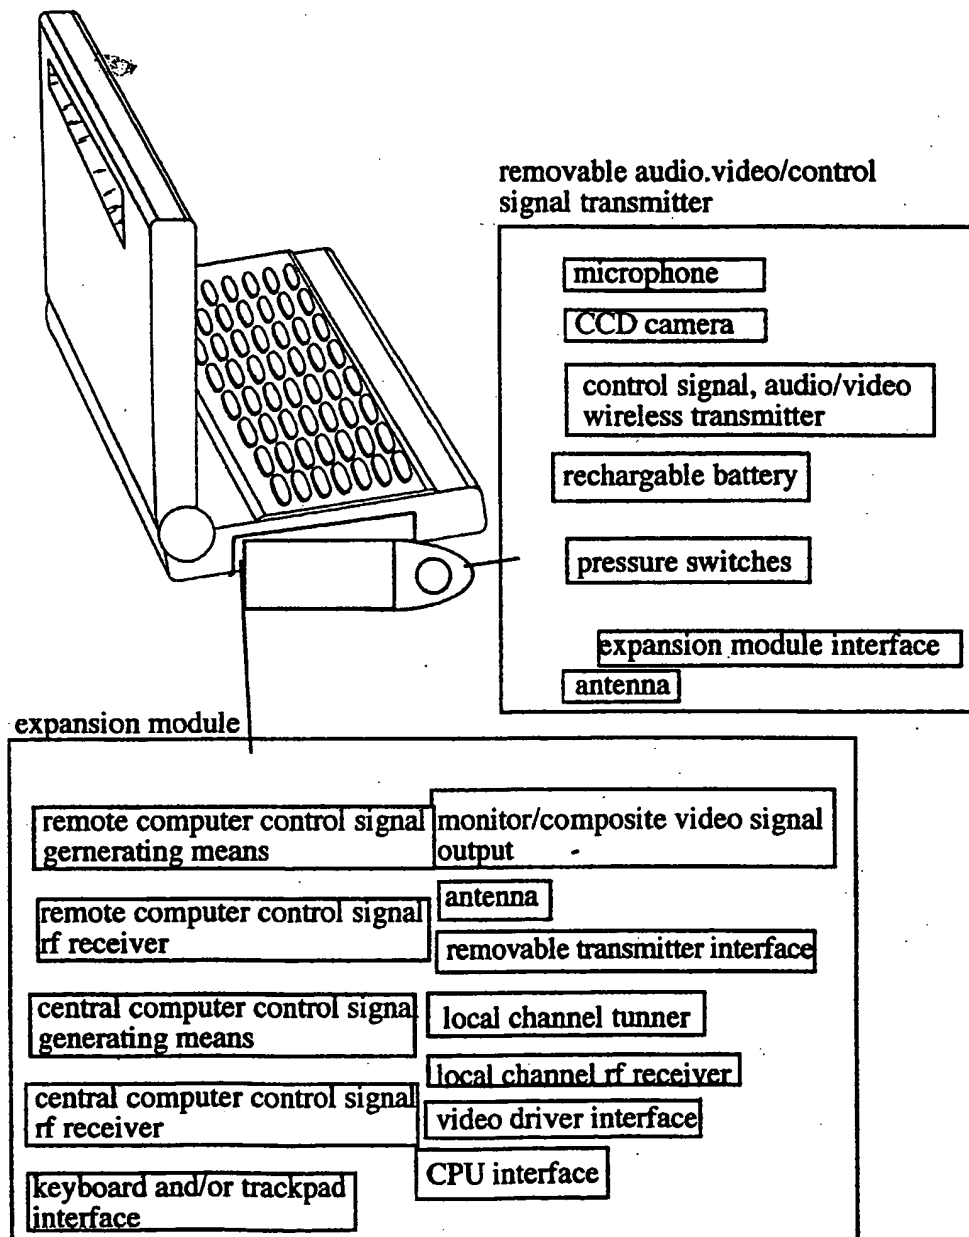 removable audio.video/control
signal transmitter
microphone
CCD camera
control signal, audio/video
wireless transmitter
rechargable battery
pressure switches
expansion module interface
antenna
expansion module
remote computer control signal
gernerating means
remote computer control signal
rf receiver
central computer control signal
generating means
central computer control signal
rf receiver
keyboard and/or trackpad
interface
monitor/composite video signal
output
antenna
removable transmitter interface
local channel tunner
local channel rf receiver
video driver interface
CPU interface